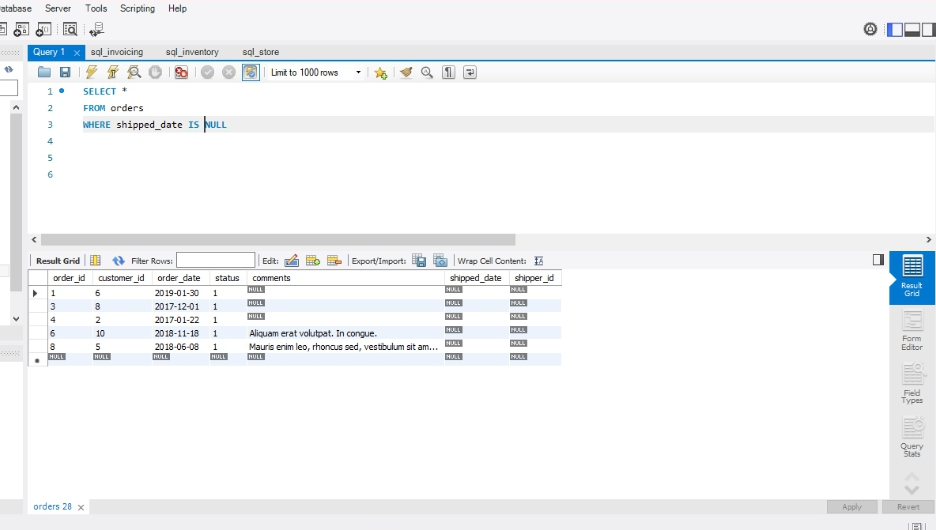 atabase Server Tools Scripting Help
Query 1 sql_invoicing sql_inventory sql_store
Limit to 1000 rows
1 SELECT *
2 FROM orders
3 WHERE shipped_date IS NULL
4
5
6
Result Grid Filter Rows: Edit: Export/Import: Wrap Cell Content: IA
order_id customer_id order_date status comments shipped_date shipper_id
1 6 2019-01-30 1 NULL NULL NULL
3 8 2017-12-01 1 NULL NULL NULL
4 2 2017-01-22 1 NULL NULL NULL
6 10 2018-11-18 1 Aliquam erat volutpat. In congue. NULL NULL
8 5 2018-06-08 1 Mauris enim leo, rhoncus sed, vestibulum sit am... NULL NULL
NULL NULL NULL NULL NULL NULL NULL
Result
Grid
Form
Editor
Field
Types
Query
Stats
orders 28
Apply Revert